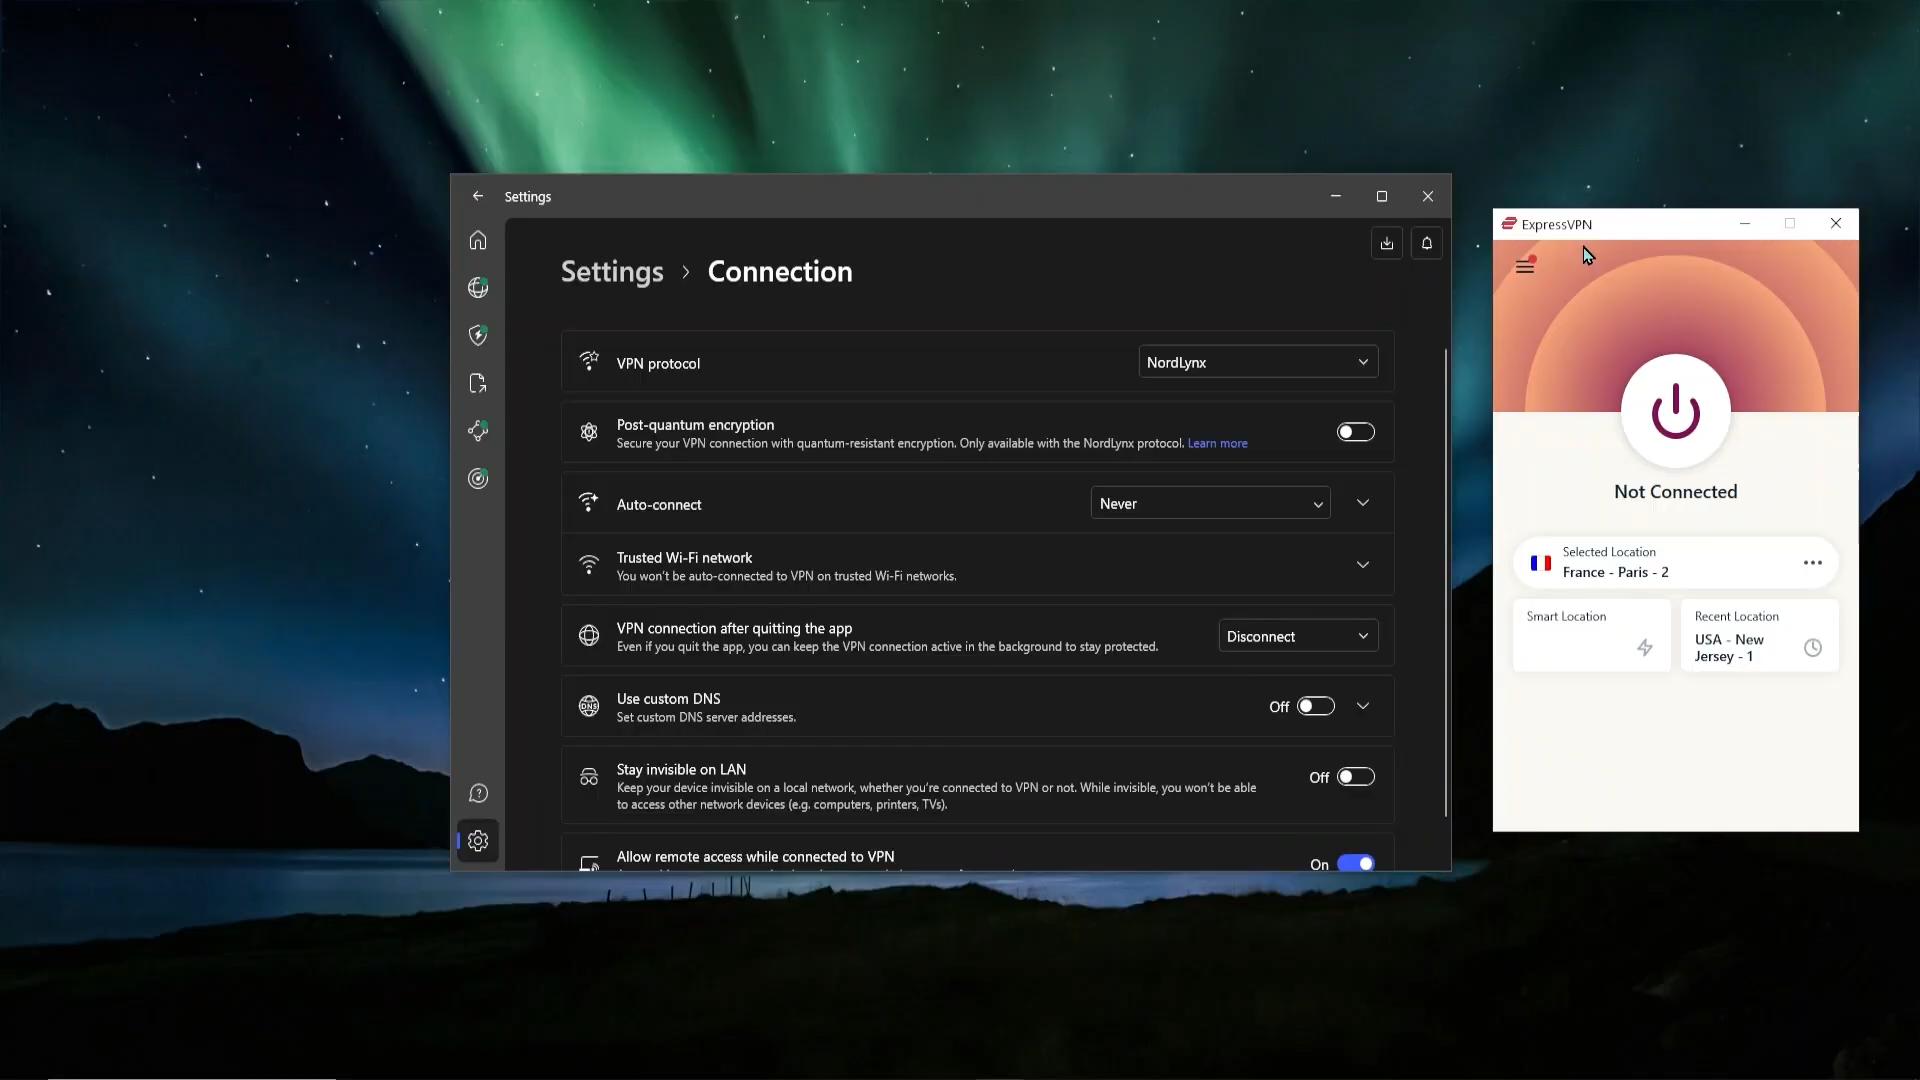 Settings
Settings > Connection
VPN protocol
NordLynx
Post-quantum encryption
Secure your VPN connection with quantum-resistant encryption. Only available with the NordLynx protocol. Learn more
Auto-connect
Never
Trusted Wi-Fi network
You won't be auto-connected to VPN on trusted Wi-Fi networks.
VPN connection after quitting the app
Even if you quit the app, you can keep the VPN connection active in the background to stay protected.
Disconnect
DNS
Use custom DNS
Set custom DNS server addresses.
Off
Stay invisible on LAN
Keep your device invisible on a local network, whether you're connected to VPN or not. While invisible, you won't be able
to access other network devices (e.g. computers, printers, TVs).
Off
Allow remote access while connected to VPN
On
ExpressVPN
Not Connected
Selected Location
France - Paris - 2
Smart Location
Recent Location
USA - New
Jersey - 1